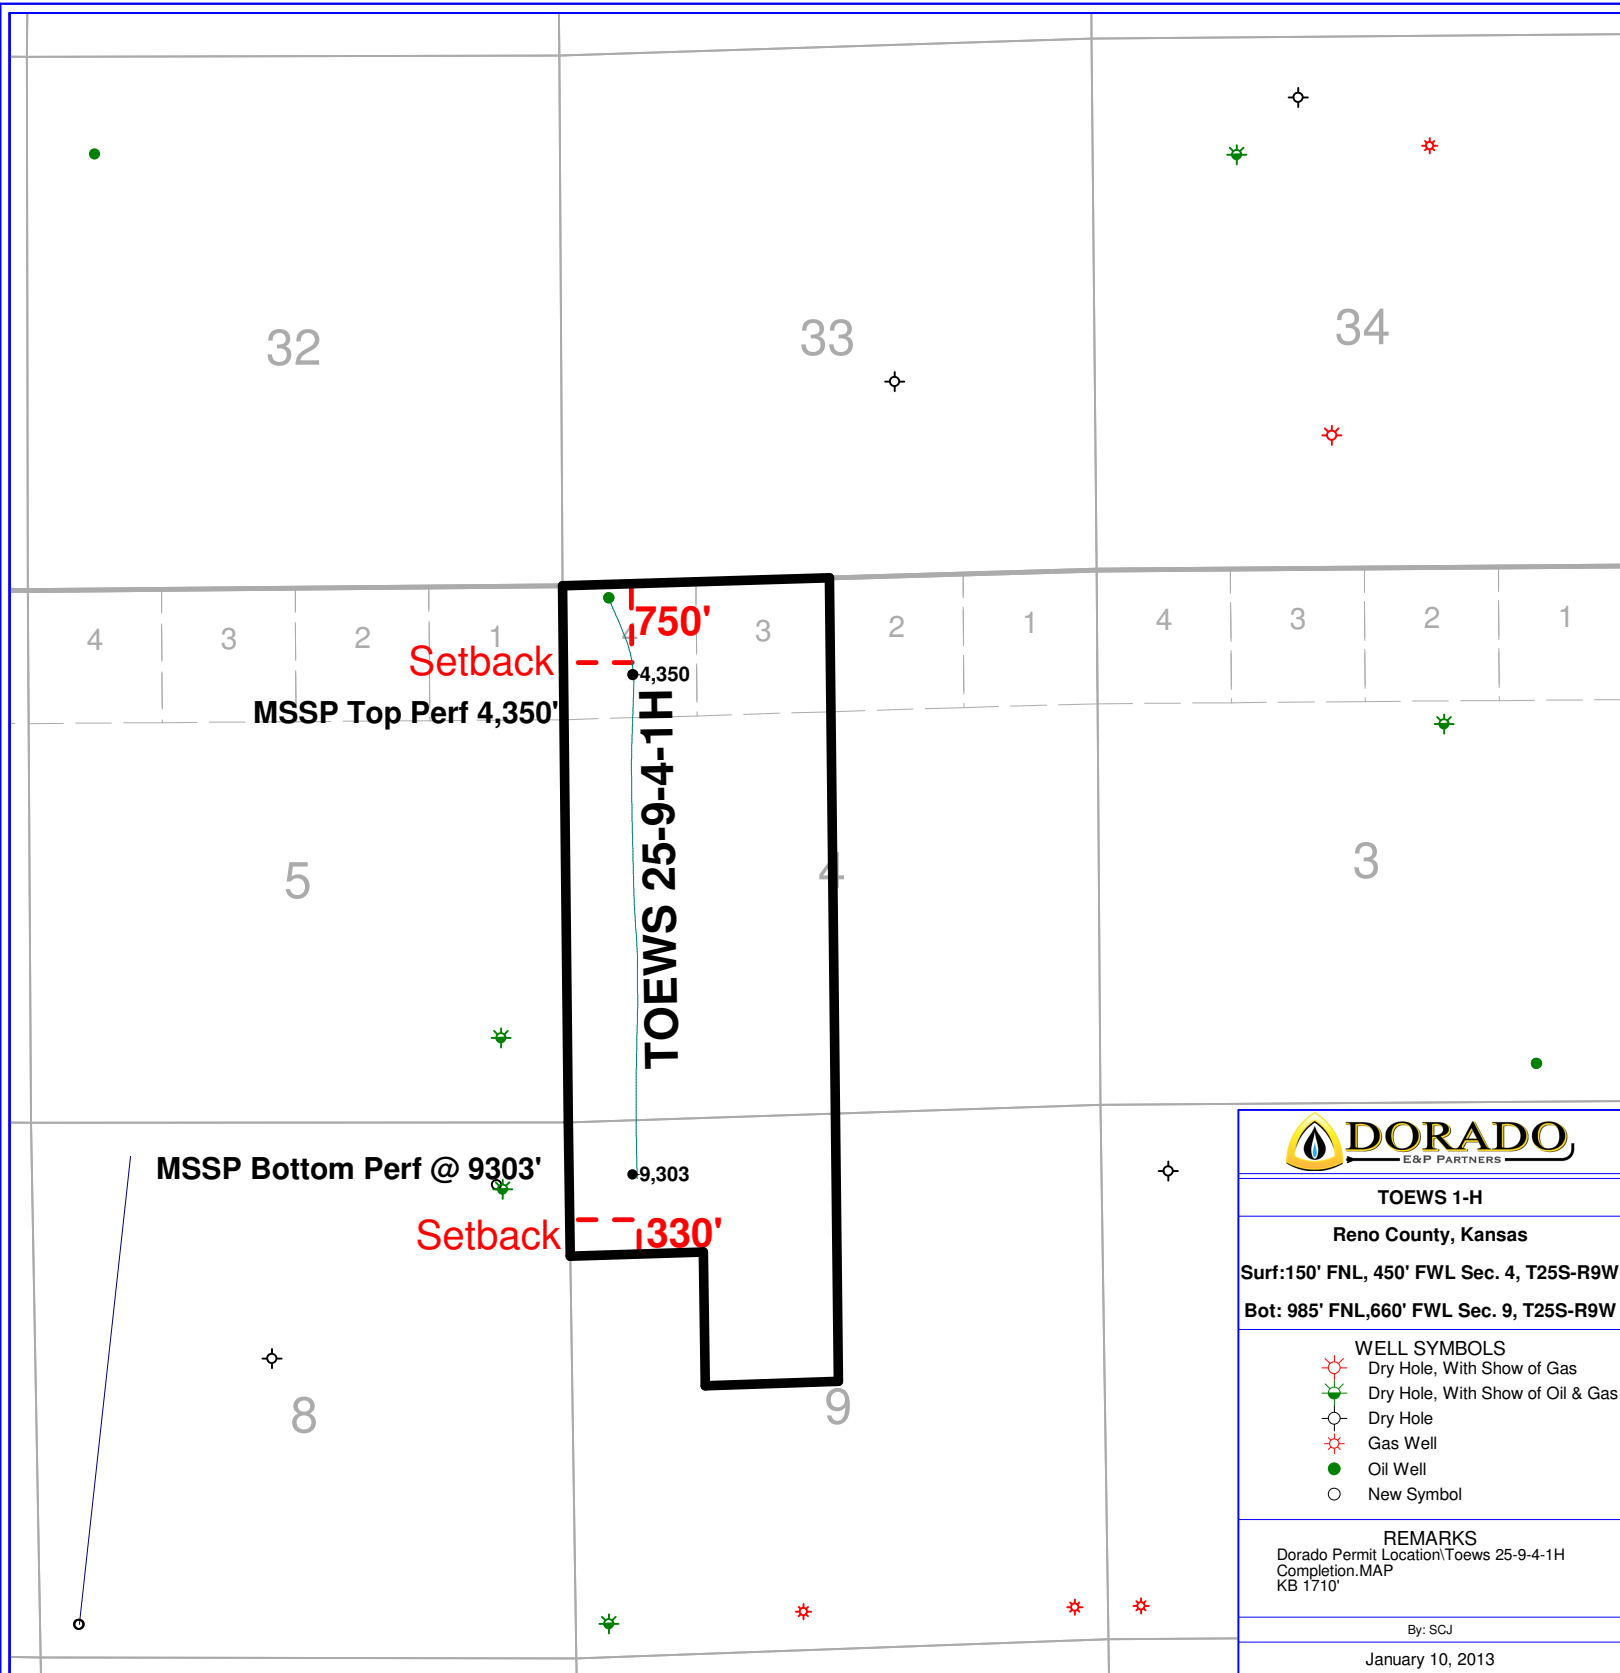 32
33
34
4
3
2
1
4
3
2
1
4
3
2
1
750'
Setback
4,350
MSSP Top Perf 4,350'
TOEWS 25-9-4-1H
5
4
3
MSSP Bottom Perf @ 9303'
9,303
Setback
330'
8
9
DORADO
E&P PARTNERS
TOEWS 1-H
Reno County, Kansas
Surf:150' FNL, 450' FWL Sec. 4, T25S-R9W
Bot: 985' FNL,660' FWL Sec. 9, T25S-R9W
WELL SYMBOLS
Dry Hole, With Show of Gas
Dry Hole, With Show of Oil & Gas
Dry Hole
Gas Well
Oil Well
New Symbol
REMARKS
Dorado Permit Location\Toews 25-9-4-1H
Completion.MAP
KB 1710'
By: SCJ
January 10, 2013